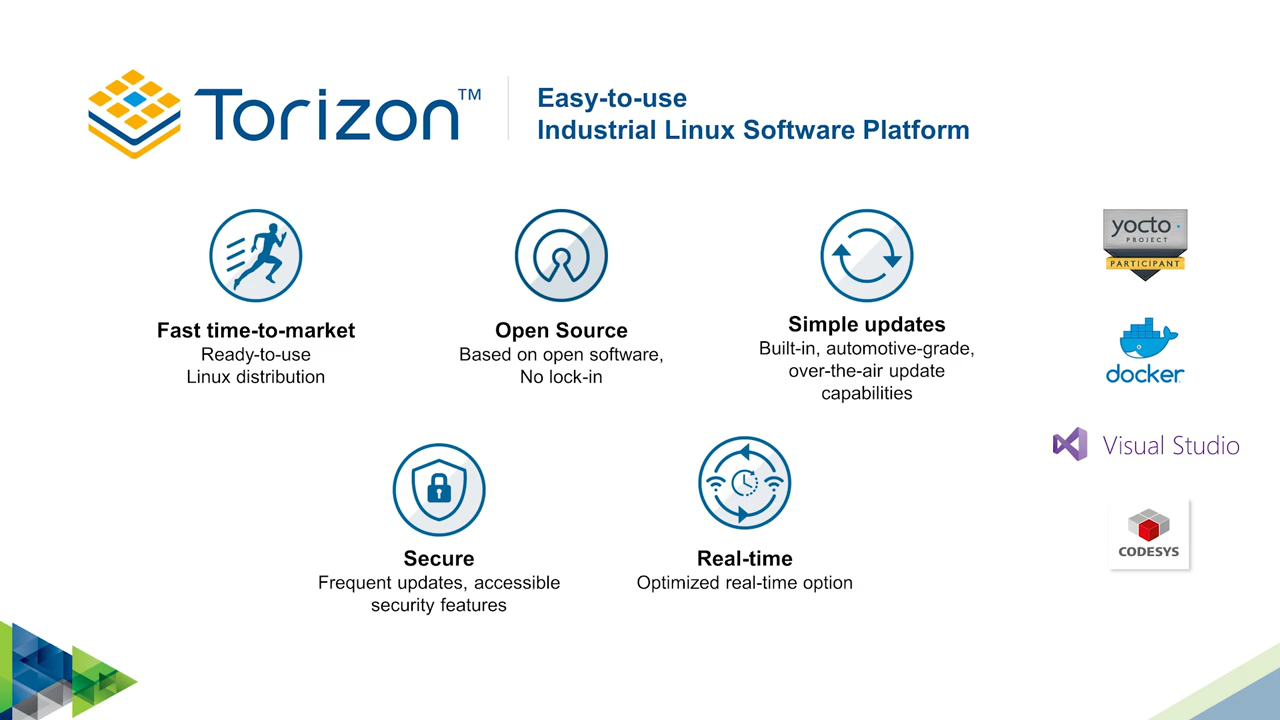 Torizon™
Easy-to-use
Industrial Linux Software Platform
Fast time-to-market
Ready-to-use
Linux distribution
Open Source
Based on open software,
No lock-in
Simple updates
Built-in, automotive-grade,
over-the-air update
capabilities
Secure
Frequent updates, accessible
security features
Real-time
Optimized real-time option
yocto
PROJECT
PARTICIPANT
docker
Visual Studio
CODESYS